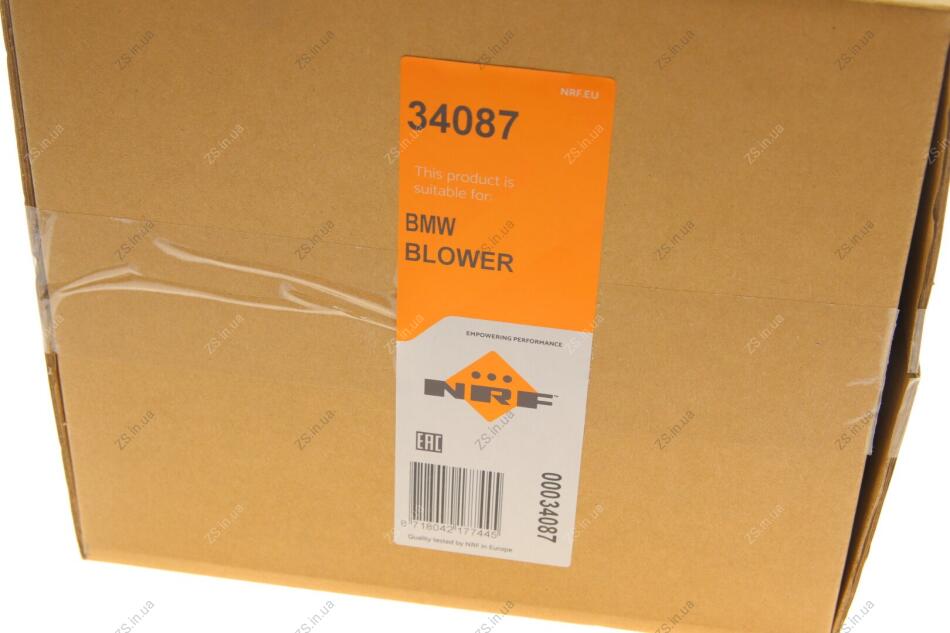 NRF.EU
34087
This product is
suitable for:
BMW
BLOWER
EMPOWERING PERFORMANCE
NRF™
EAC
8 718042 177445
00034087
Quality tested by NRF in Europe
ZS.in.ua